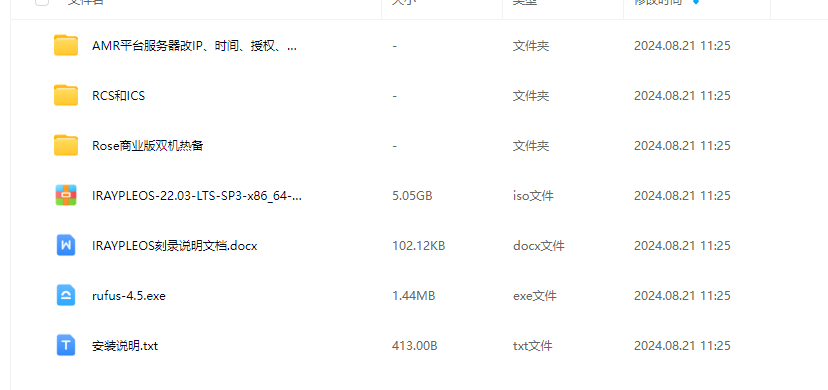 文件名 大小 类型 修改时间
AMR平台服务器改IP、时间、授权、... - 文件夹 2024.08.21 11:25
RCS和ICS - 文件夹 2024.08.21 11:25
Rose商业版双机热备 - 文件夹 2024.08.21 11:25
IRAYPLEOS-22.03-LTS-SP3-x86_64-... 5.05GB iso文件 2024.08.21 11:25
IRAYPLEOS刻录说明文档.docx 102.12KB docx文件 2024.08.21 11:25
rufus-4.5.exe 1.44MB exe文件 2024.08.21 11:25
安装说明.txt 413.00B txt文件 2024.08.21 11:25